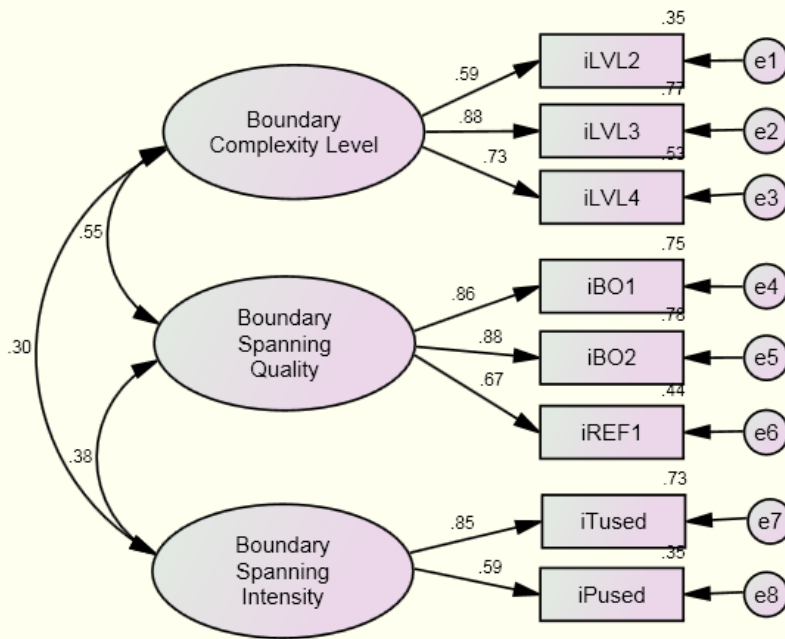 .35
.59
iLVL2
e1
.77
Boundary
Complexity Level
.88
iLVL3
e2
.53
.73
iLVL4
e3
.55
.75
.86
iBO1
e4
.78
Boundary
Spanning
Quality
.88
iBO2
e5
.30
.67
.44
iREF1
e6
.38
.73
.85
iTused
e7
.35
Boundary
Spanning
Intensity
.59
iPused
e8